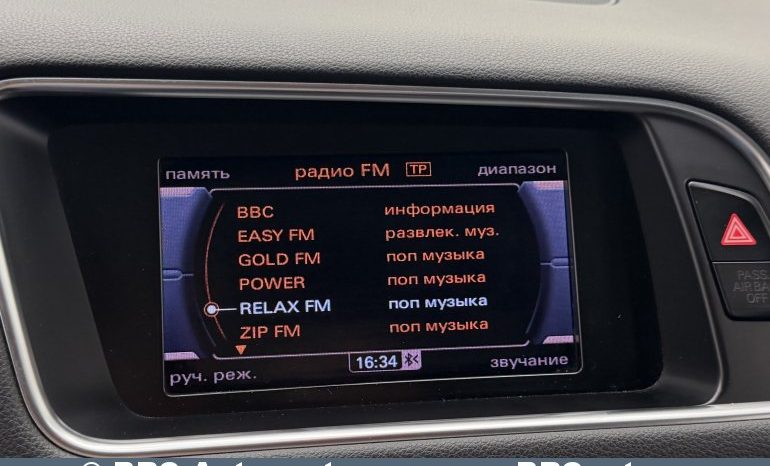 память радио FM TP диапазон
BBC информация
EASY FM развлек. муз.
GOLD FM поп музыка
POWER поп музыка
RELAX FM поп музыка
ZIP FM поп музыка
руч. реж. 16:34 звучание
PASS.
AIR BAG
OFF